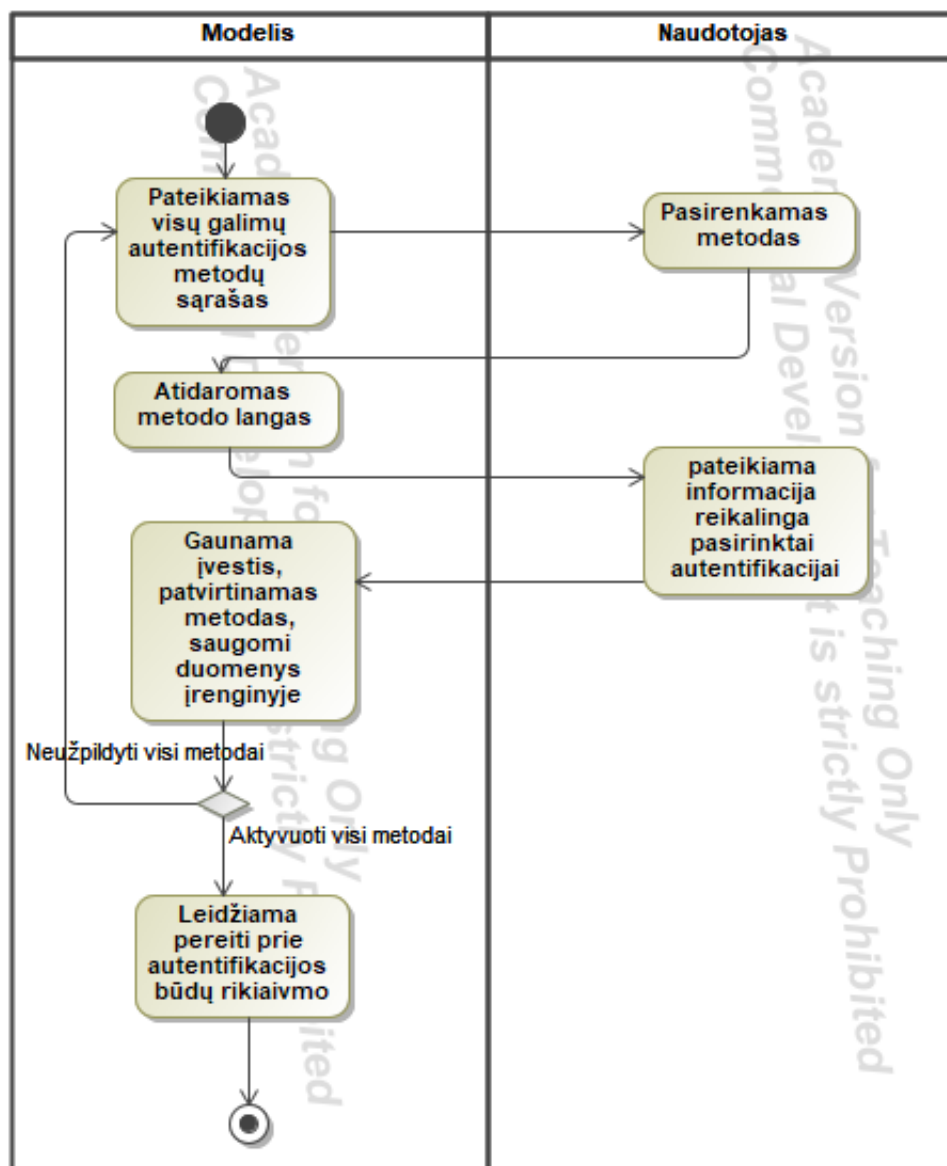 Modelis
Naudotojas
Pateikiamas
visų galimų
autentifikacijos
metodų
sąrašas
Pasirenkamas
metodas
Atidaromas
metodo langas
pateikiama
informacija
reikalinga
pasirinktai
autentifikacijai
Gaunama
įvestis,
patvirtinamas
metodas,
saugomi
duomenys
įrenginyje
Neužpildyti visi metodai
Aktyvuoti visi metodai
Leidžiama
pereiti prie
autentifikacijos
būdų rikiaivmo